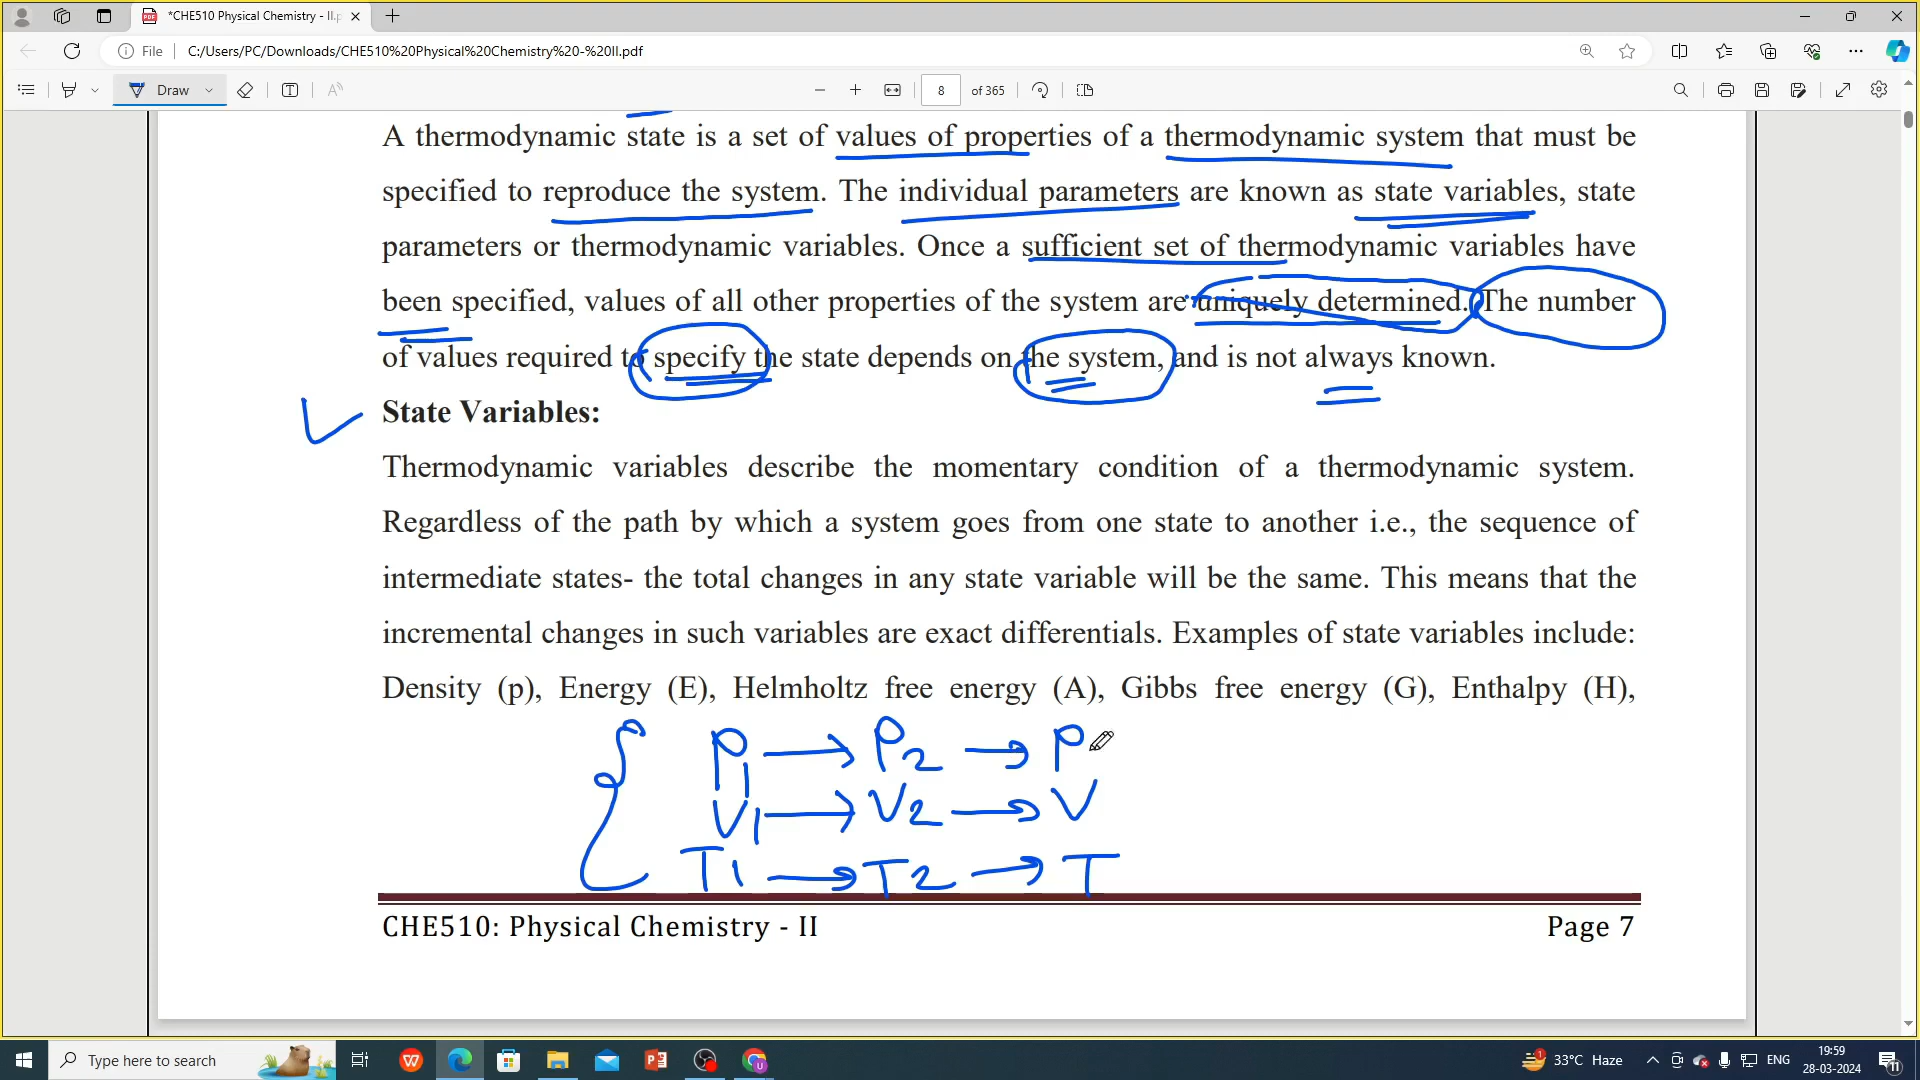 *CHE510 Physical Chemistry - II.p
File
C:/Users/PC/Downloads/CHE510%20Physical%20Chemistry%20-%20II.pdf
Draw
8 of 365
A thermodynamic state is a set of values of properties of a thermodynamic system that must be
specified to reproduce the system. The individual parameters are known as state variables, state
parameters or thermodynamic variables. Once a sufficient set of thermodynamic variables have
been specified, values of all other properties of the system are uniquely determined. The number
of values required to specify the state depends on the system, and is not always known.
State Variables:
Thermodynamic variables describe the momentary condition of a thermodynamic system.
Regardless of the path by which a system goes from one state to another i.e., the sequence of
intermediate states- the total changes in any state variable will be the same. This means that the
incremental changes in such variables are exact differentials. Examples of state variables include:
Density (p), Energy (E), Helmholtz free energy (A), Gibbs free energy (G), Enthalpy (H),
P1 → P2 → P
V1 → V2 → V
T1 → T2 → T
CHE510: Physical Chemistry - II Page 7
Type here to search
33°C Haze
ENG
19:59
28-03-2024
11